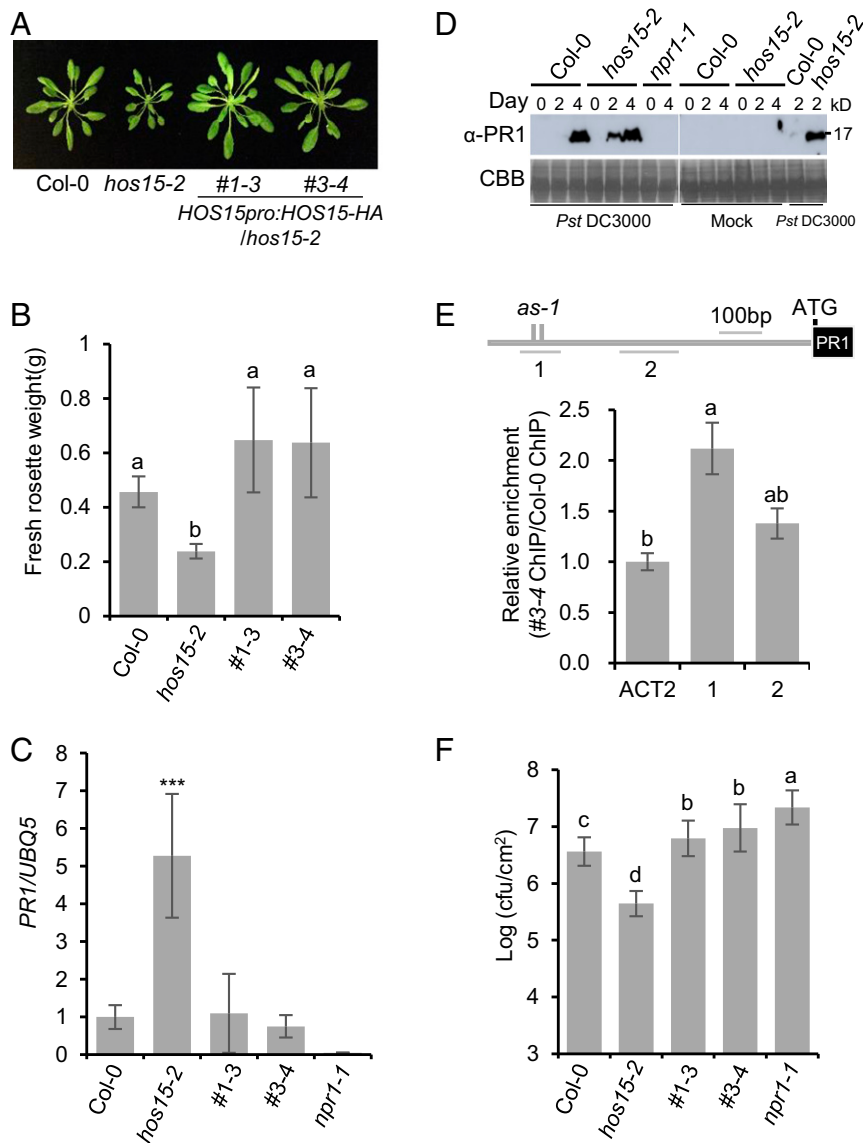 A
Col-0 hos15-2 #1-3 #3-4
HOS15pro:HOS15-HA
/hos15-2
B
Fresh rosette weight(g)
1
0.8
0.6
0.4
0.2
0
a b a a
Col-0 hos15-2 #1-3 #3-4
C
PR1/UBQ5
8
7
6
5
4
3
2
1
0
***
Col-0 hos15-2 #1-3 #3-4 npr1-1
D
Col-0 hos15-2 npr1-1 Col-0 hos15-2 Col-0 hos15-2
Day 0 2 4 0 2 4 0 4 0 2 4 0 2 4 2 2 kD
α-PR1 17
CBB
Pst DC3000 Mock Pst DC3000
E
as-1 100bp ATG
PR1
1 2
Relative enrichment
(#3-4 ChIP/Col-0 ChIP)
2.5
2.0
1.5
1.0
0.5
0.0
b a ab
ACT2 1 2
F
Log (cfu/cm²)
8
7
6
5
4
3
c d b b a
Col-0 hos15-2 #1-3 #3-4 npr1-1